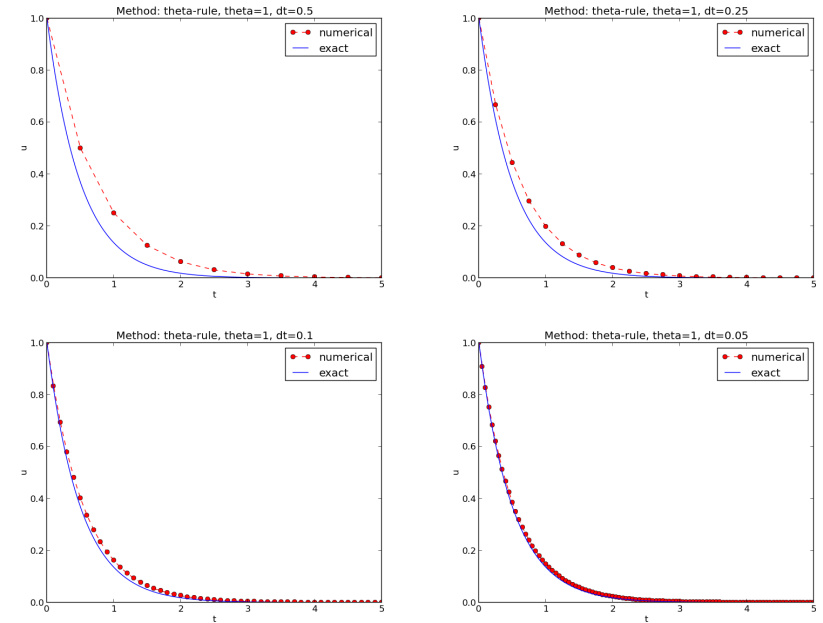 Method: theta-rule, theta=1, dt=0.5
1.0
0.8
0.6
0.4
0.2
0.0
u
0 1 2 3 4 5
t
numerical
exact
Method: theta-rule, theta=1, dt=0.25
1.0
0.8
0.6
0.4
0.2
0.0
u
0 1 2 3 4 5
t
numerical
exact
Method: theta-rule, theta=1, dt=0.1
1.0
0.8
0.6
0.4
0.2
0.0
u
0 1 2 3 4 5
t
numerical
exact
Method: theta-rule, theta=1, dt=0.05
1.0
0.8
0.6
0.4
0.2
0.0
u
0 1 2 3 4 5
t
numerical
exact